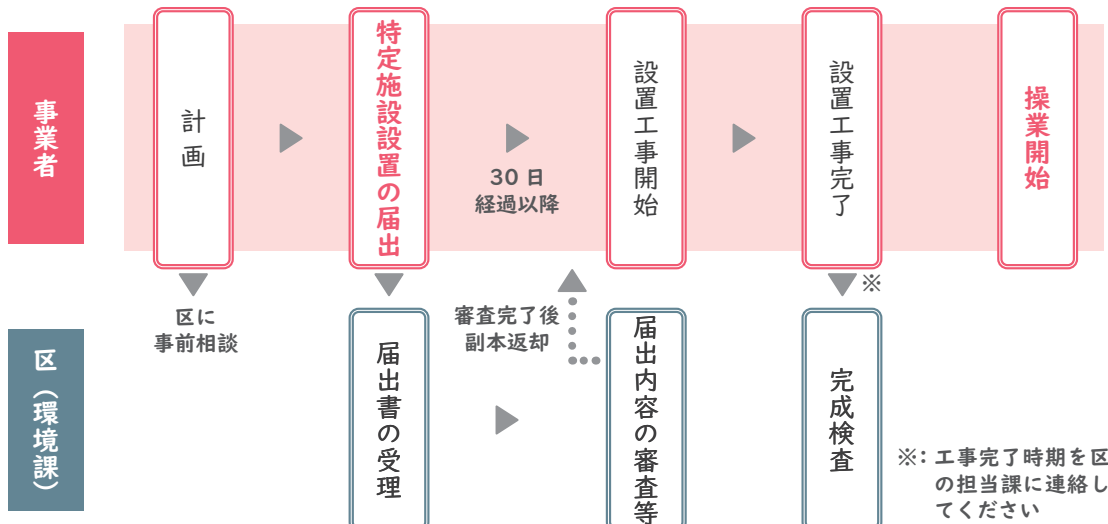 事業者
計画
特定施設設置の届出
30 日
経過以降
設置工事開始
設置工事完了
操業開始
区に
事前相談
審査完了後
副本返却
※
区（環境課）
届出書の受理
届出内容の審査等
完成検査
※：工事完了時期を区
の担当課に連絡し
てください